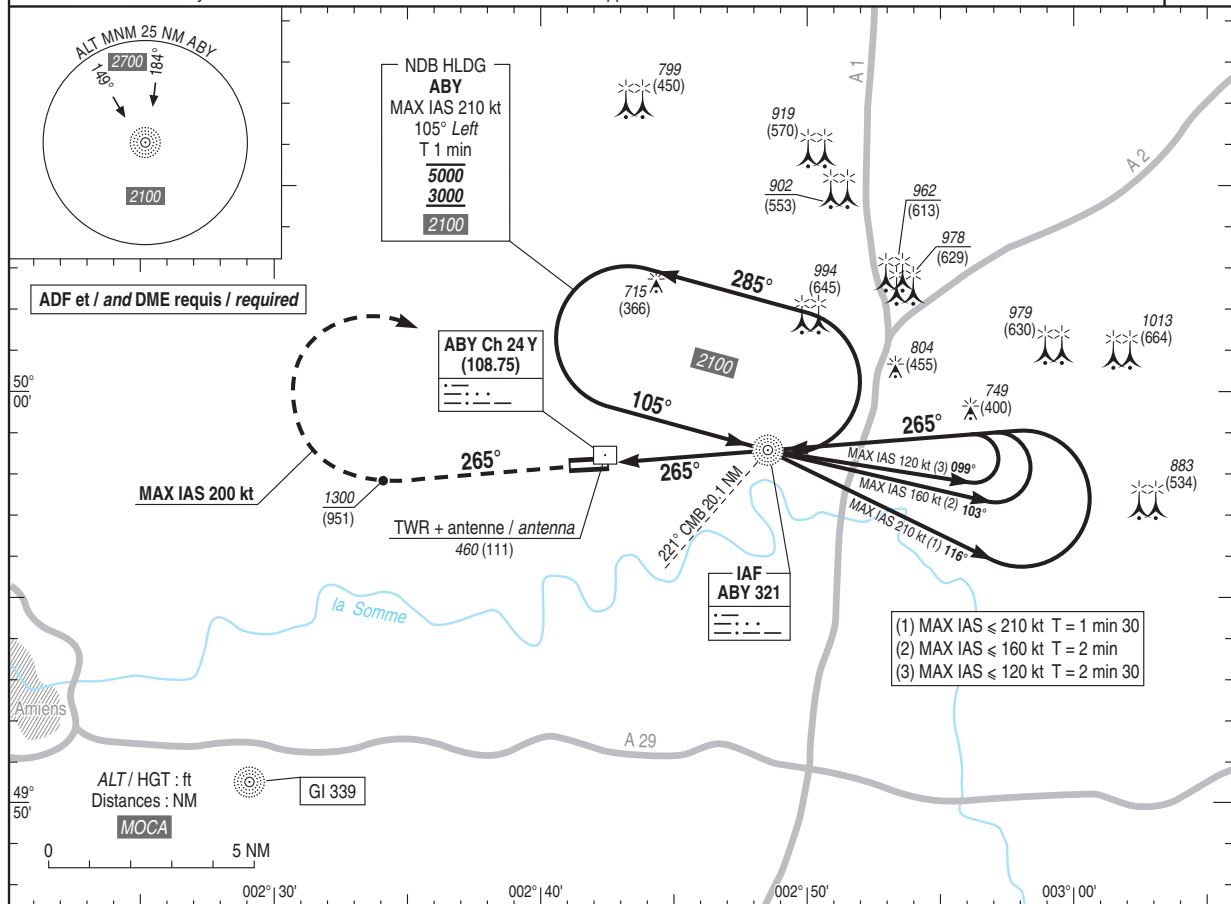 ALT MNM 25 NM ABY
2700
149°
184°
2100
ADF et / and DME requis / required
NDB HLDG
ABY
MAX IAS 210 kt
105° Left
T 1 min
5000
3000
2100
799
(450)
919
(570)
902
(553)
A 1
A 2
962
(613)
978
(629)
994
(645)
715
(366)
285°
2100
105°
979
(630)
1013
(664)
804
(455)
749
(400)
883
(534)
ABY Ch 24 Y
(108.75)
50°
00'
265°
265°
265°
MAX IAS 120 kt (3) 099°
MAX IAS 160 kt (2) 103°
MAX IAS 210 kt (1) 116°
MAX IAS 200 kt
1300
(951)
TWR + antenne / antenna
460 (111)
221° CMB 20.1 NM
IAF
ABY 321
la Somme
(1) MAX IAS ⩽ 210 kt T = 1 min 30
(2) MAX IAS ⩽ 160 kt T = 2 min
(3) MAX IAS ⩽ 120 kt T = 2 min 30
Amiens
A 29
ALT / HGT : ft
Distances : NM
MOCA
0 5 NM
GI 339
49°
50'
002° 30'
002° 40'
002° 50'
003° 00'